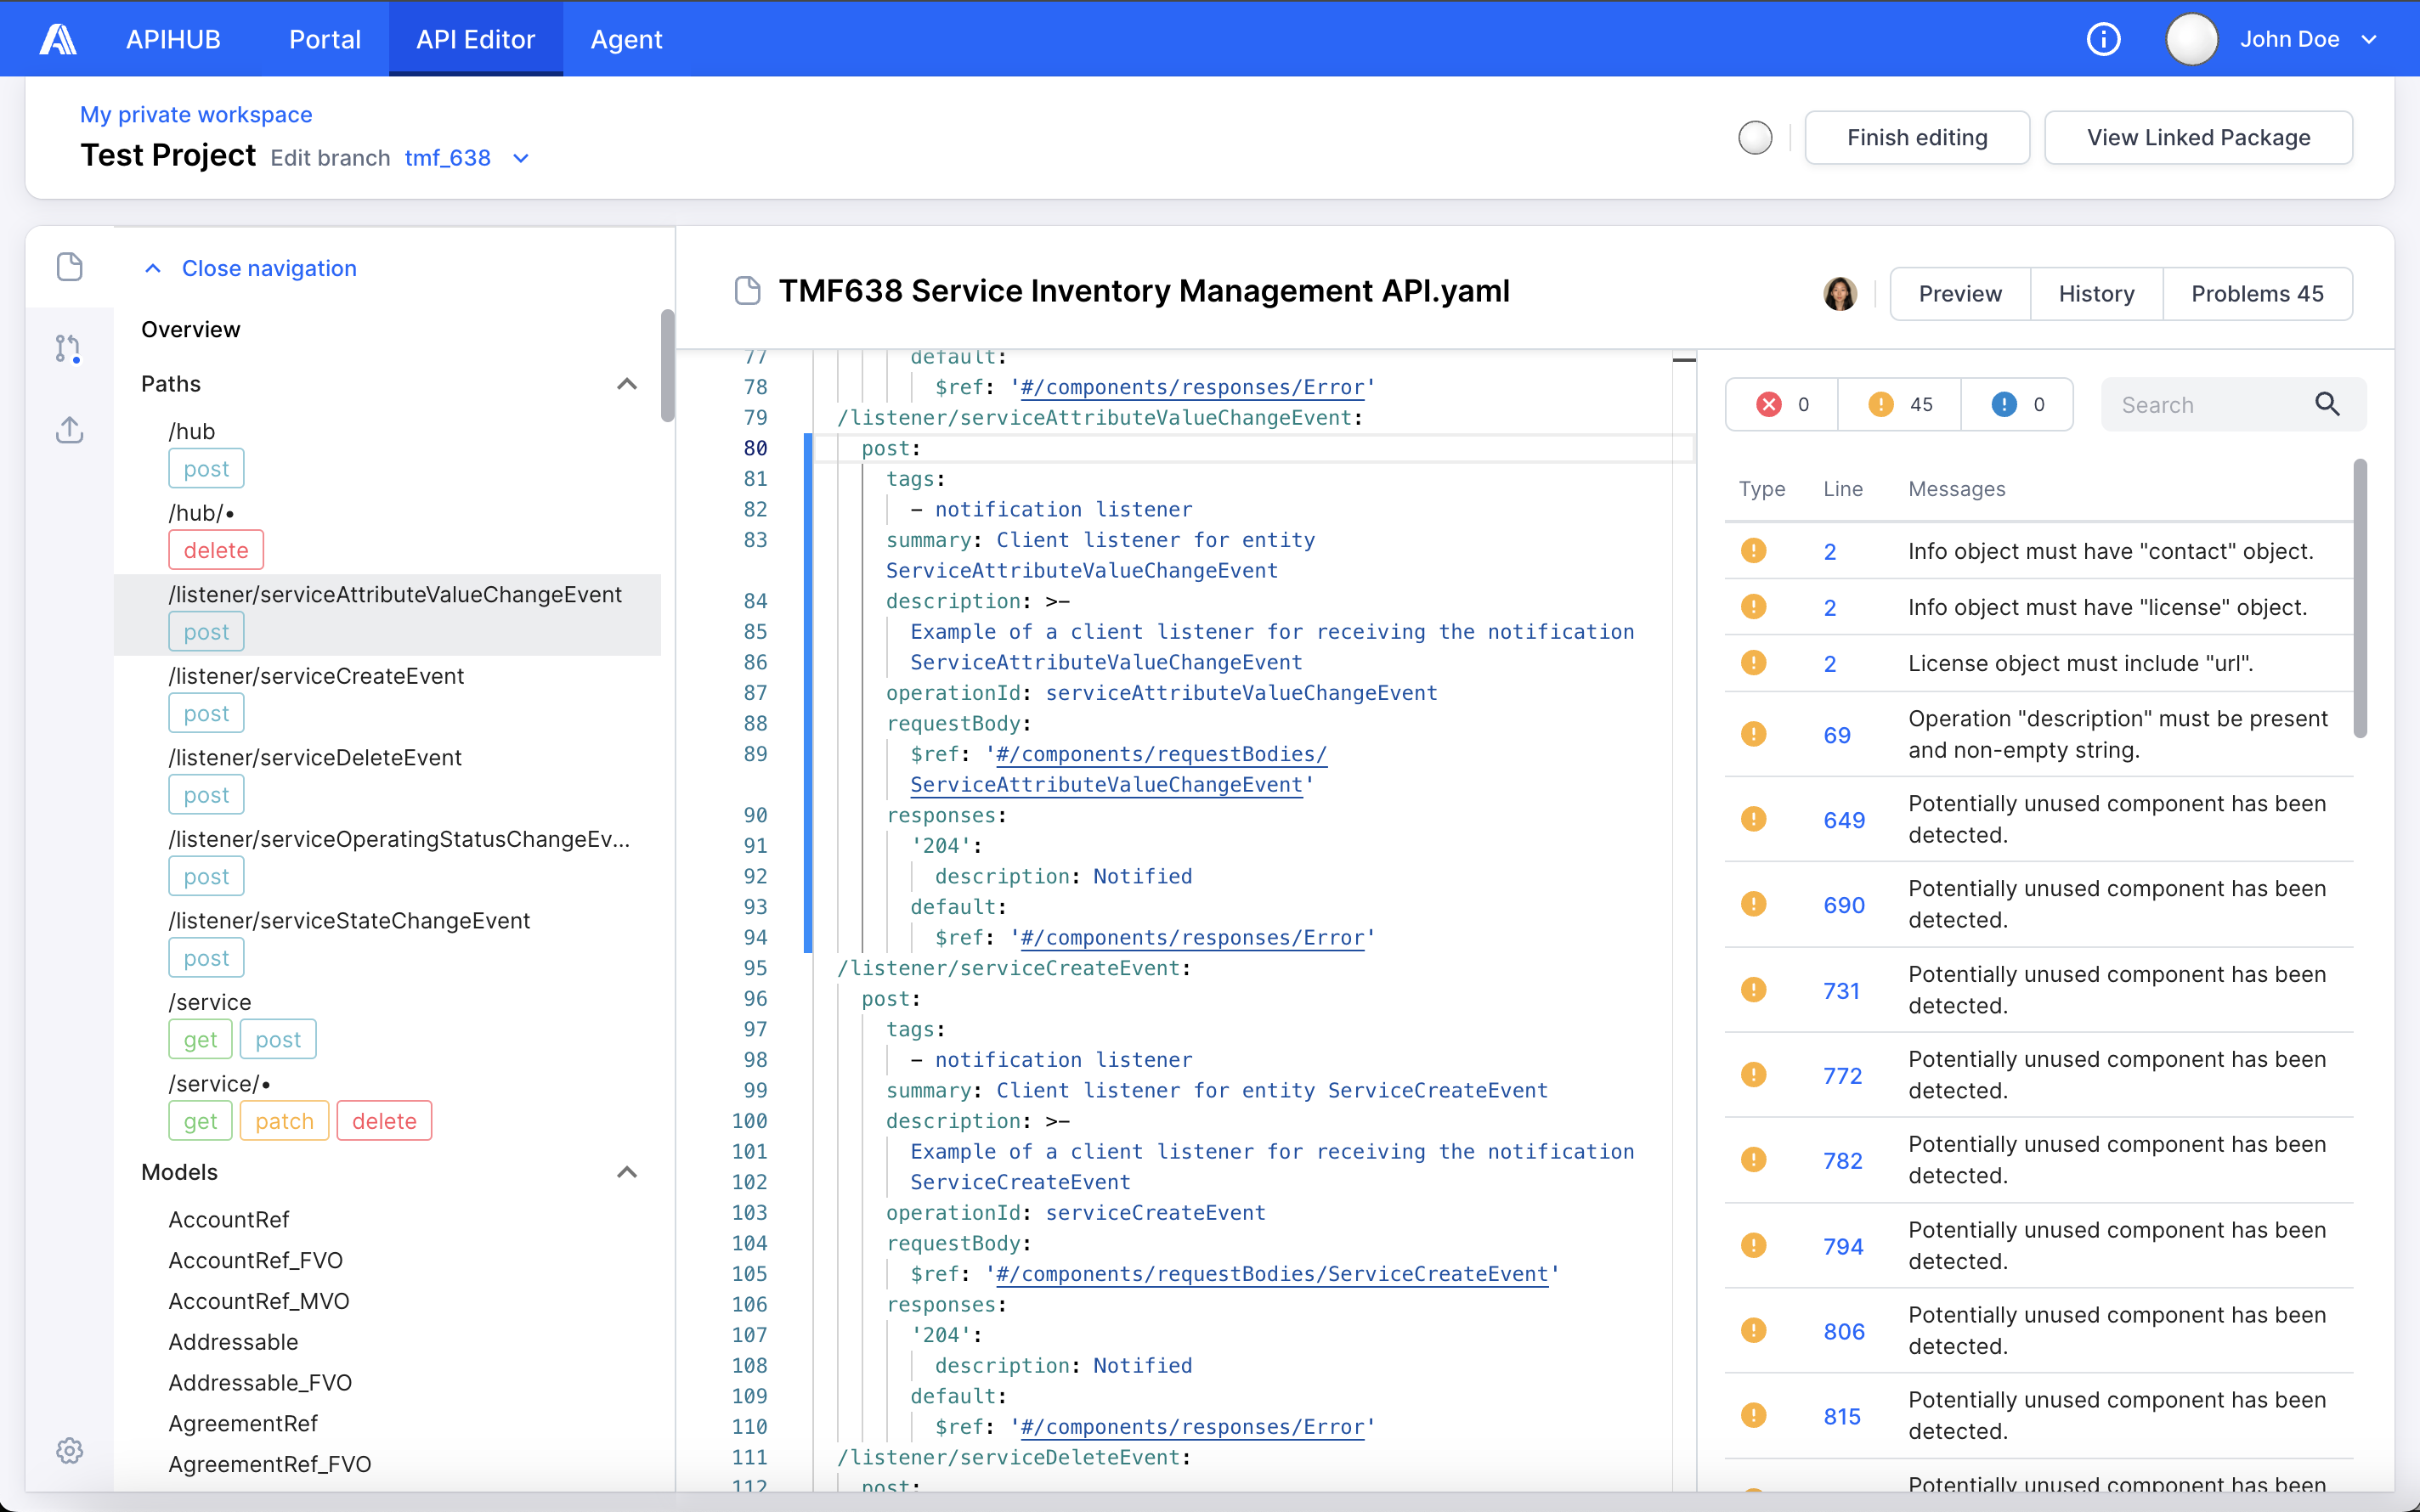 APIHUB
Portal
API Editor
Agent
John Doe
My private workspace
Test Project Edit branch tmf_638
Finish editing
View Linked Package
Close navigation
Overview
Paths
/hub
post
/hub/•
delete
/listener/serviceAttributeValueChangeEvent
post
/listener/serviceCreateEvent
post
/listener/serviceDeleteEvent
post
/listener/serviceOperatingStatusChangeEv...
post
/listener/serviceStateChangeEvent
post
/service
get post
/service/•
get patch delete
Models
AccountRef
AccountRef_FVO
AccountRef_MVO
Addressable
Addressable_FVO
AgreementRef
AgreementRef_FVO
TMF638 Service Inventory Management API.yaml
Preview
History
Problems 45
77 default:
78 $ref: '#/components/responses/Error'
79 /listener/serviceAttributeValueChangeEvent:
80 post:
81 tags:
82 - notification listener
83 summary: Client listener for entity
ServiceAttributeValueChangeEvent
84 description: >-
85 Example of a client listener for receiving the notification
86 ServiceAttributeValueChangeEvent
87 operationId: serviceAttributeValueChangeEvent
88 requestBody:
89 $ref: '#/components/requestBodies/
ServiceAttributeValueChangeEvent'
90 responses:
91 '204':
92 description: Notified
93 default:
94 $ref: '#/components/responses/Error'
95 /listener/serviceCreateEvent:
96 post:
97 tags:
98 - notification listener
99 summary: Client listener for entity ServiceCreateEvent
100 description: >-
101 Example of a client listener for receiving the notification
102 ServiceCreateEvent
103 operationId: serviceCreateEvent
104 requestBody:
105 $ref: '#/components/requestBodies/ServiceCreateEvent'
106 responses:
107 '204':
108 description: Notified
109 default:
110 $ref: '#/components/responses/Error'
111 /listener/serviceDeleteEvent:
112 post:
0 45 0
Search
Type Line Messages
2 Info object must have "contact" object.
2 Info object must have "license" object.
2 License object must include "url".
69 Operation "description" must be present
and non-empty string.
649 Potentially unused component has been
detected.
690 Potentially unused component has been
detected.
731 Potentially unused component has been
detected.
772 Potentially unused component has been
detected.
782 Potentially unused component has been
detected.
794 Potentially unused component has been
detected.
806 Potentially unused component has been
detected.
815 Potentially unused component has been
detected.
Potentially unused component has been